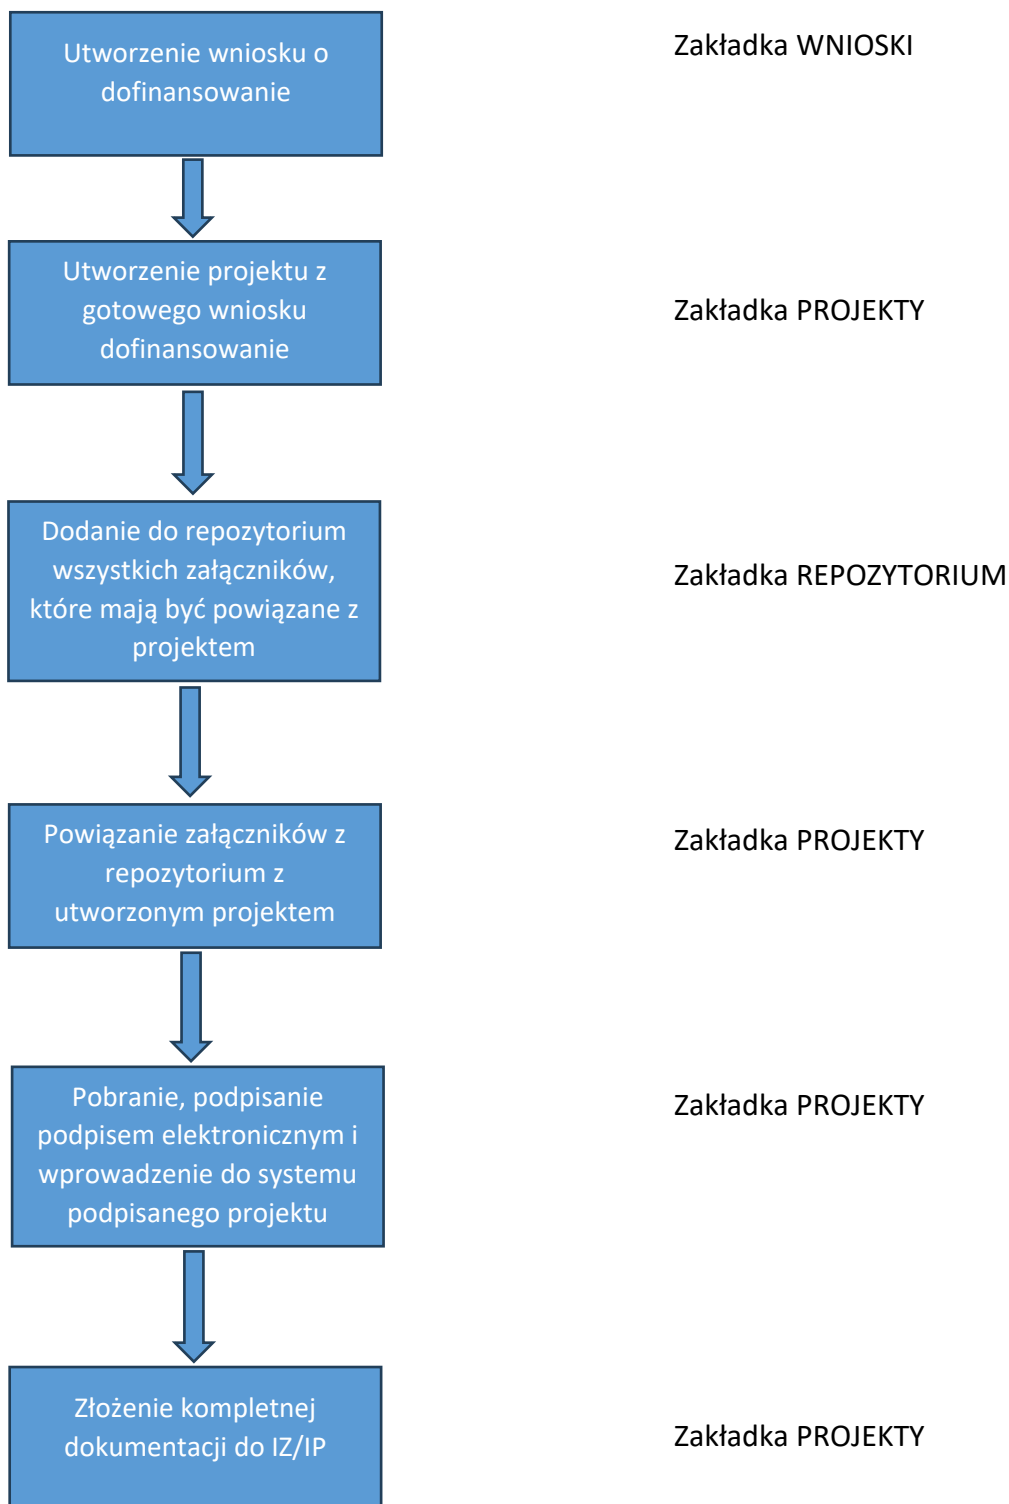 Utworzenie wniosku o
dofinansowanie
Zakładka WNIOSKI
Utworzenie projektu z
gotowego wniosku
dofinansowanie
Zakładka PROJEKTY
Dodanie do repozytorium
wszystkich załączników,
które mają być powiązane z
projektem
Zakładka REPOZYTORIUM
Powiązanie załączników z
repozytorium z
utworzonym projektem
Zakładka PROJEKTY
Pobranie, podpisanie
podpisem elektronicznym i
wprowadzenie do systemu
podpisanego projektu
Zakładka PROJEKTY
Złożenie kompletnej
dokumentacji do IZ/IP
Zakładka PROJEKTY